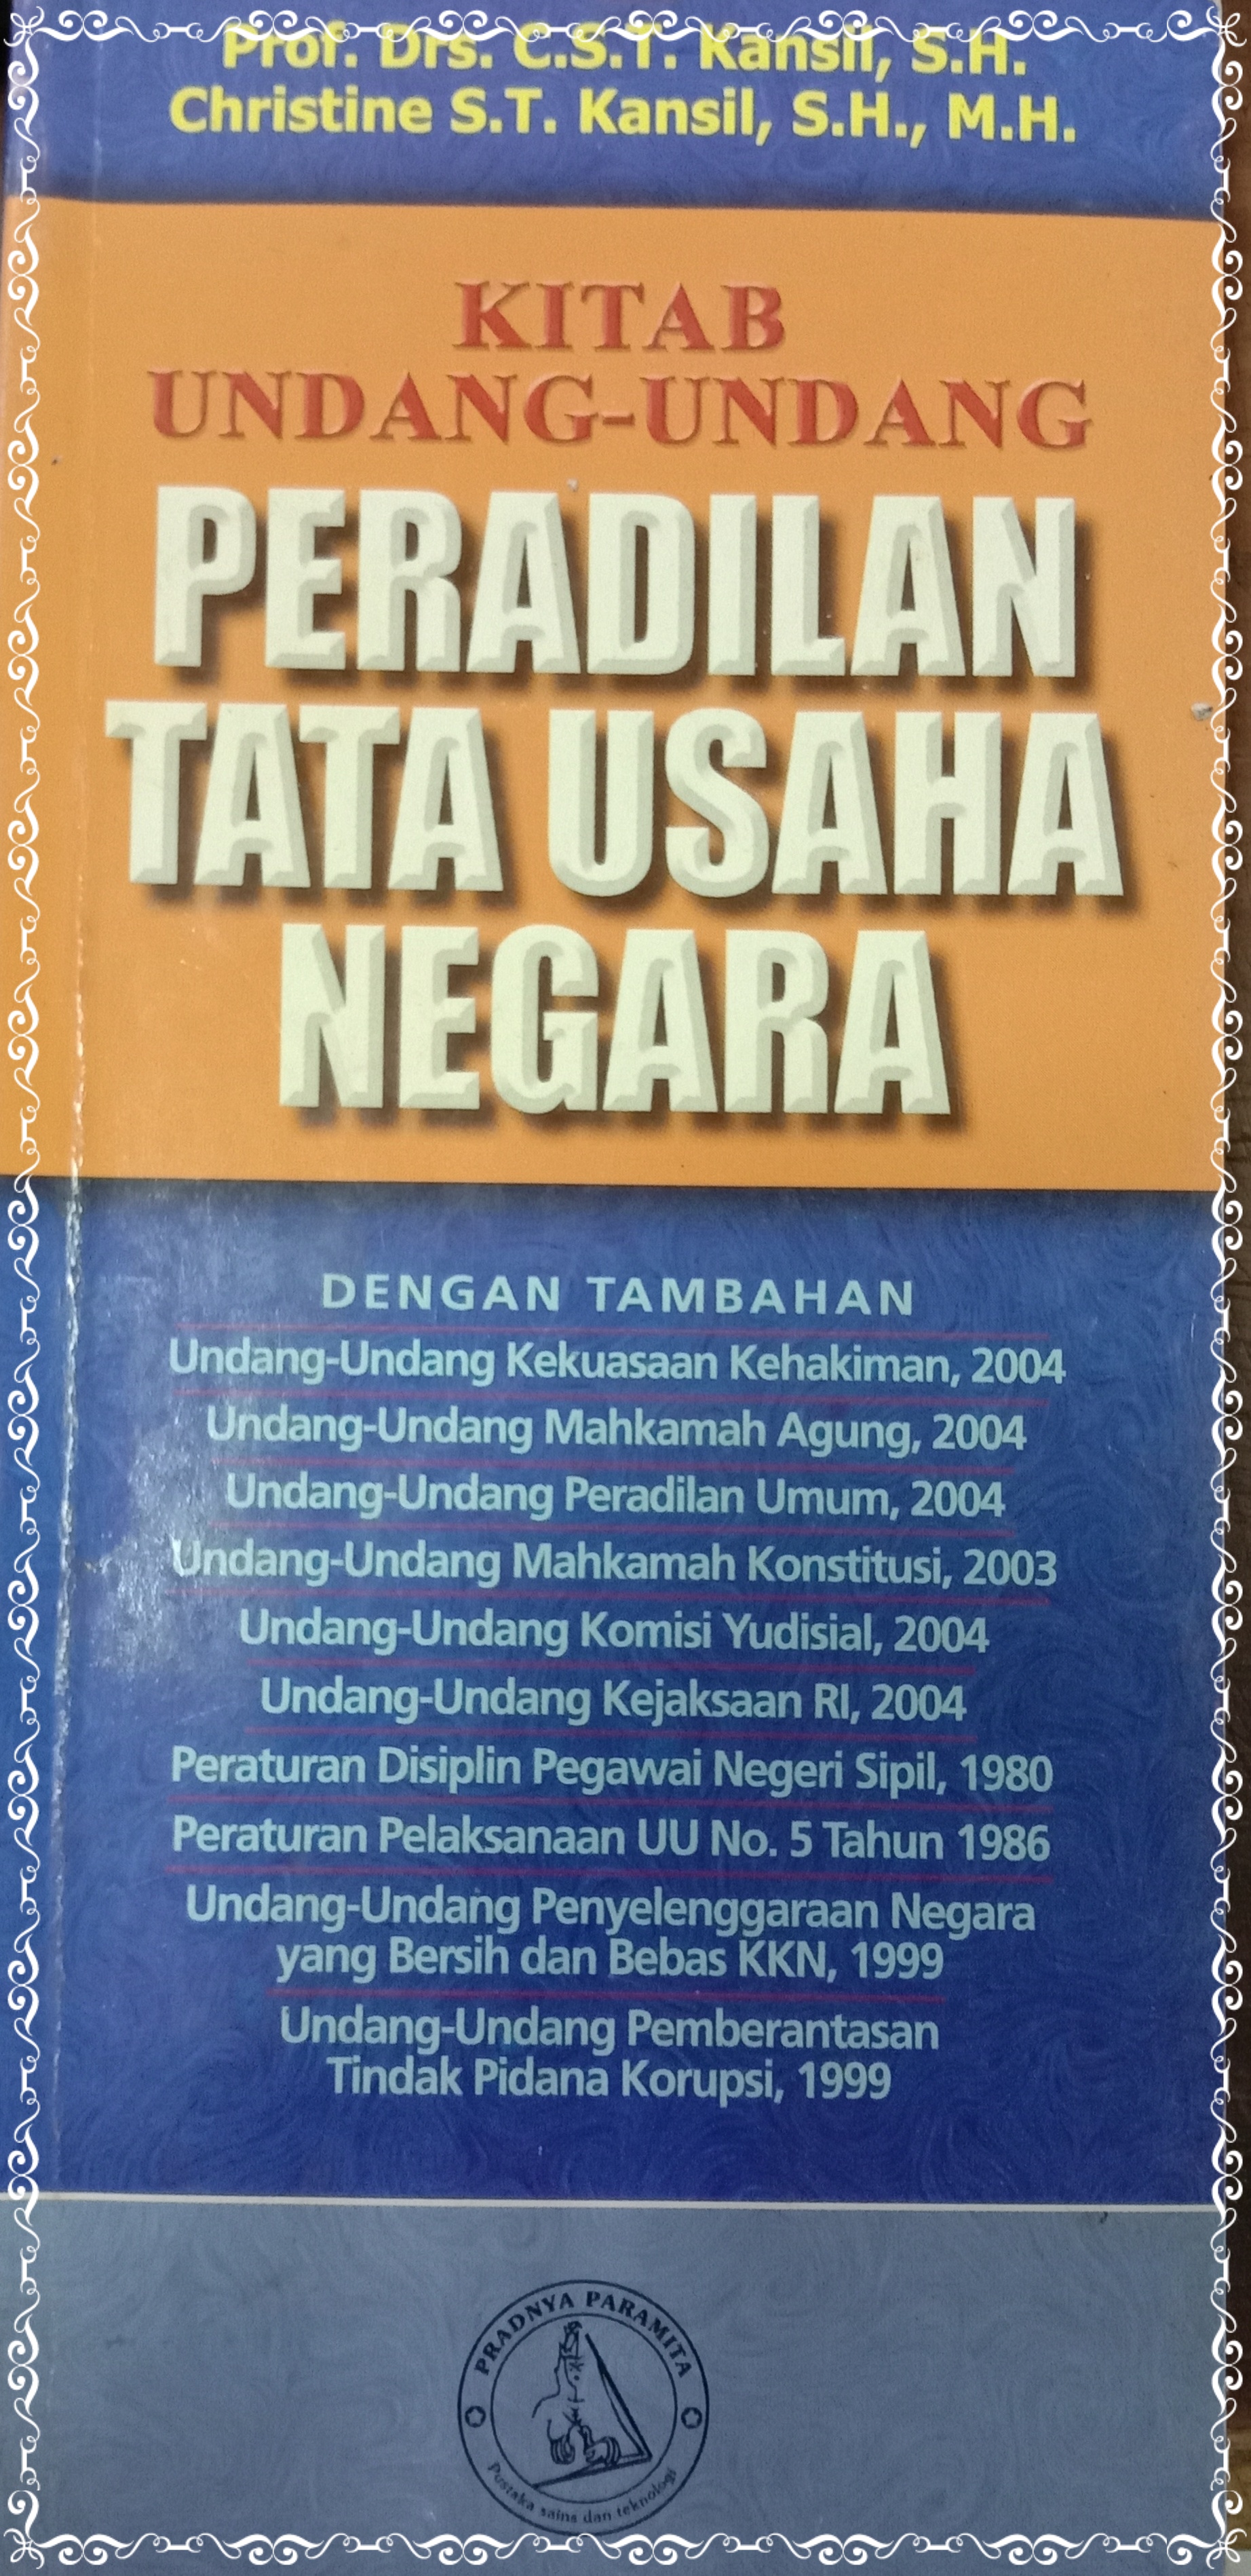 Prof. Drs. C.S.T. Kansil, S.H.
Christine S.T. Kansil, S.H., M.H.
KITAB
UNDANG-UNDANG
PERADILAN
TATA USAHA
NEGARA
DENGAN TAMBAHAN
Undang-Undang Kekuasaan Kehakiman, 2004
Undang-Undang Mahkamah Agung, 2004
Undang-Undang Peradilan Umum, 2004
Undang-Undang Mahkamah Konstitusi, 2003
Undang-Undang Komisi Yudisial, 2004
Undang-Undang Kejaksaan RI, 2004
Peraturan Disiplin Pegawai Negeri Sipil, 1980
Peraturan Pelaksanaan UU No. 5 Tahun 1986
Undang-Undang Penyelenggaraan Negara
yang Bersih dan Bebas KKN, 1999
Undang-Undang Pemberantasan
Tindak Pidana Korupsi, 1999
PRADNYA PARAMITA
Pustaka sains dan teknologi